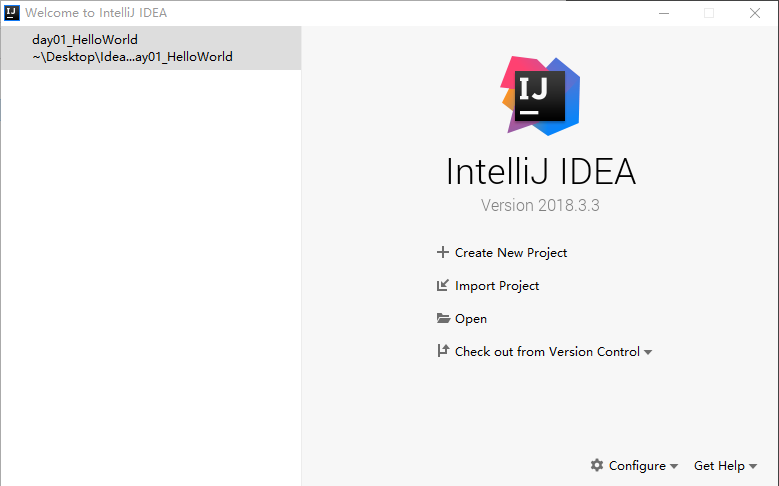 Welcome to IntelliJ IDEA
day01_HelloWorld
~\Desktop\Idea...ay01_HelloWorld
IJ
IntelliJ IDEA
Version 2018.3.3
Create New Project
Import Project
Open
Check out from Version Control
Configure
Get Help